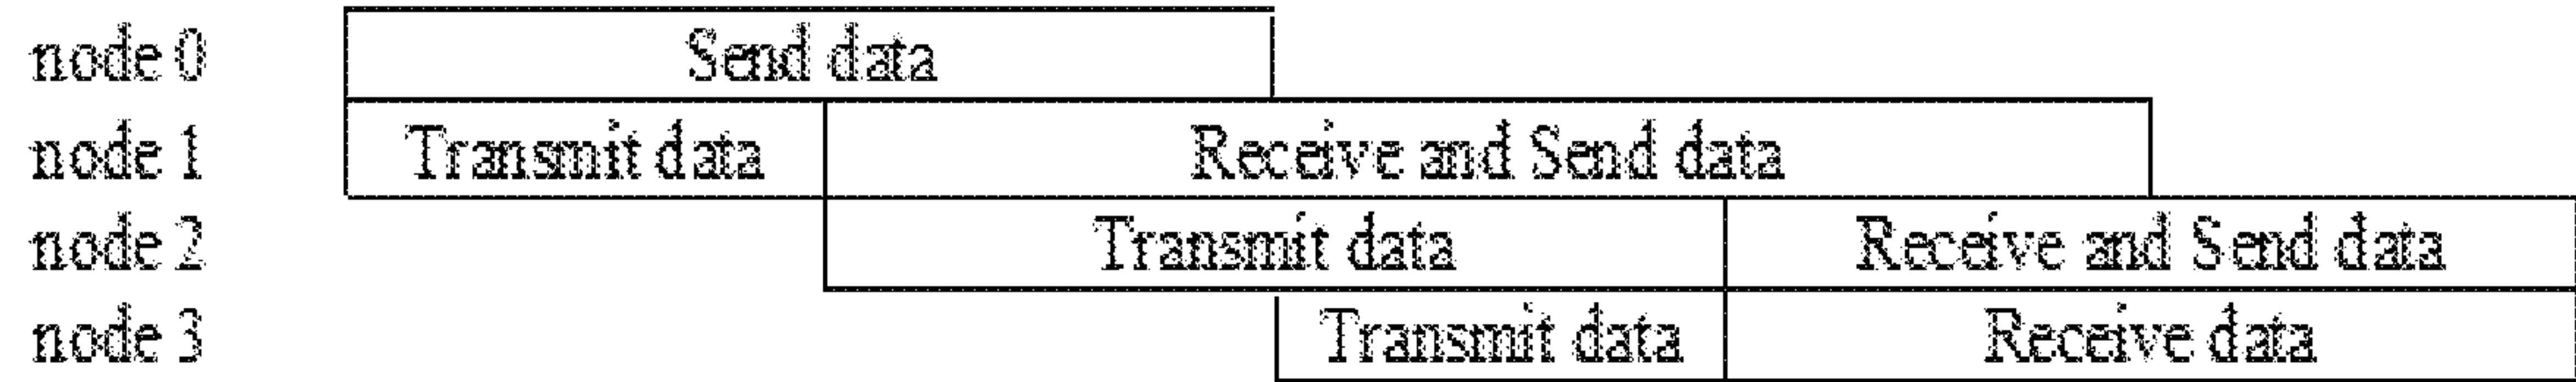 node 0 Send data
node 1 Transmit data Receive and Send data
node 2 Transmit data Receive and Send data
node 3 Transmit data Receive data